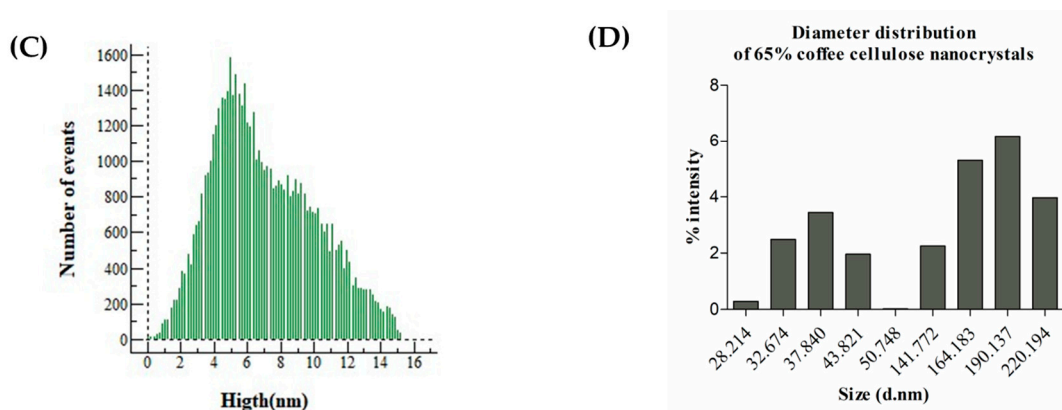 (C)
Number of events
1600
1400
1200
1000
800
600
400
200
0
0 2 4 6 8 10 12 14 16
Higth(nm)
(D)
Diameter distribution
of 65% coffee cellulose nanocrystals
% intensity
8
6
4
2
0
28.214 32.674 37.840 43.821 50.748 141.772 164.183 190.137 220.194
Size (d.nm)